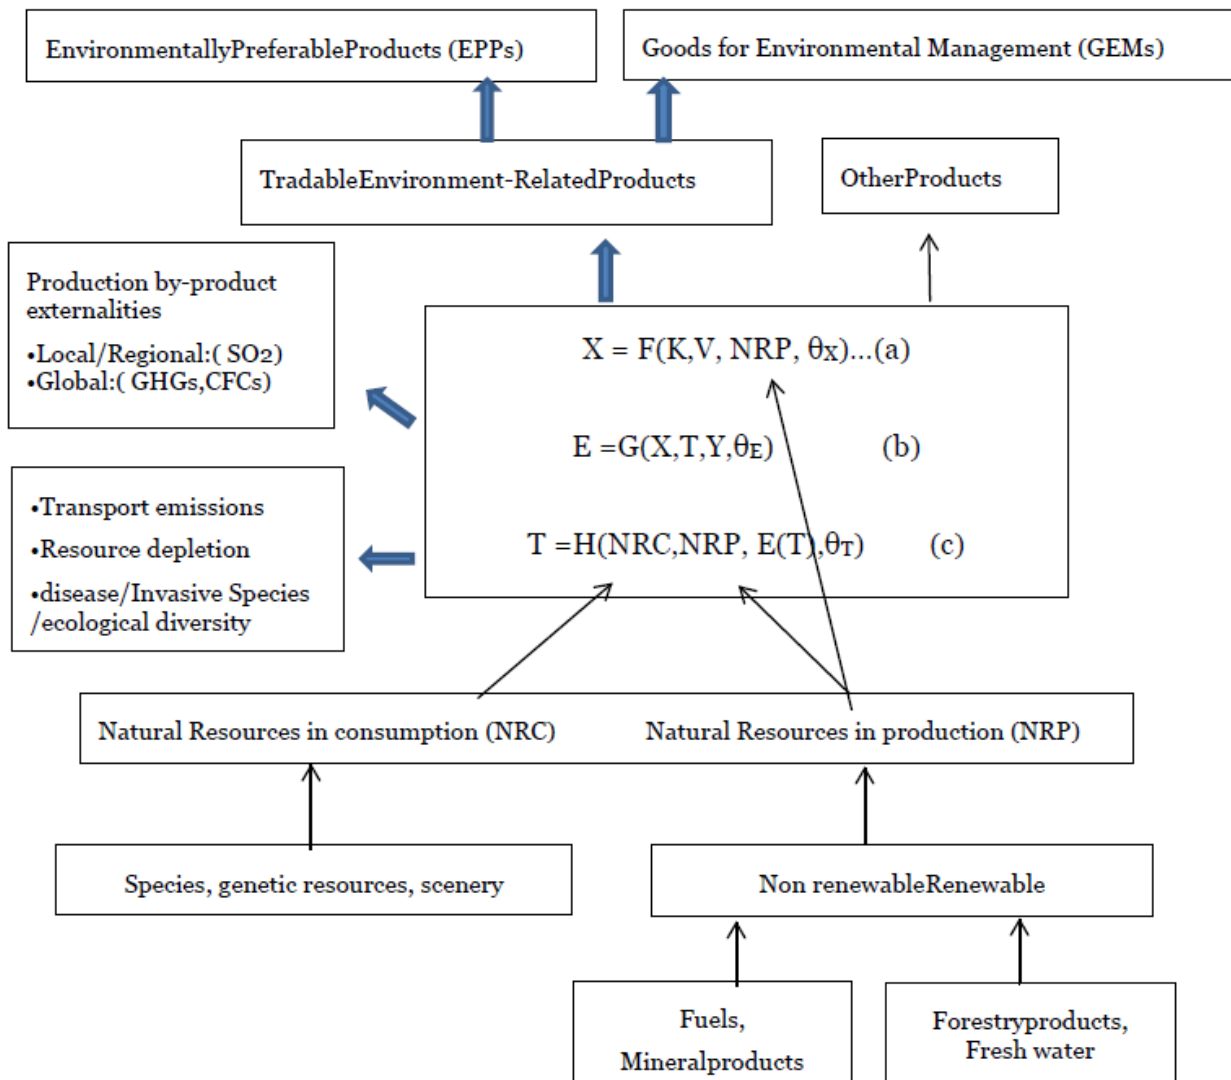 EnvironmentallyPreferableProducts (EPPs)
Goods for Environmental Management (GEMs)
TradableEnvironment-RelatedProducts
OtherProducts
Production by-product
externalities
•Local/Regional:( SO2)
•Global:( GHGs,CFCs)
X = F(K,V, NRP, θX)...(a)
E =G(X,T,Y,θE) (b)
T =H(NRC,NRP, E(T),θT) (c)
•Transport emissions
•Resource depletion
•disease/Invasive Species
/ecological diversity
Natural Resources in consumption (NRC) Natural Resources in production (NRP)
Species, genetic resources, scenery
Non renewableRenewable
Fuels,
Mineralproducts
Forestryproducts,
Fresh water